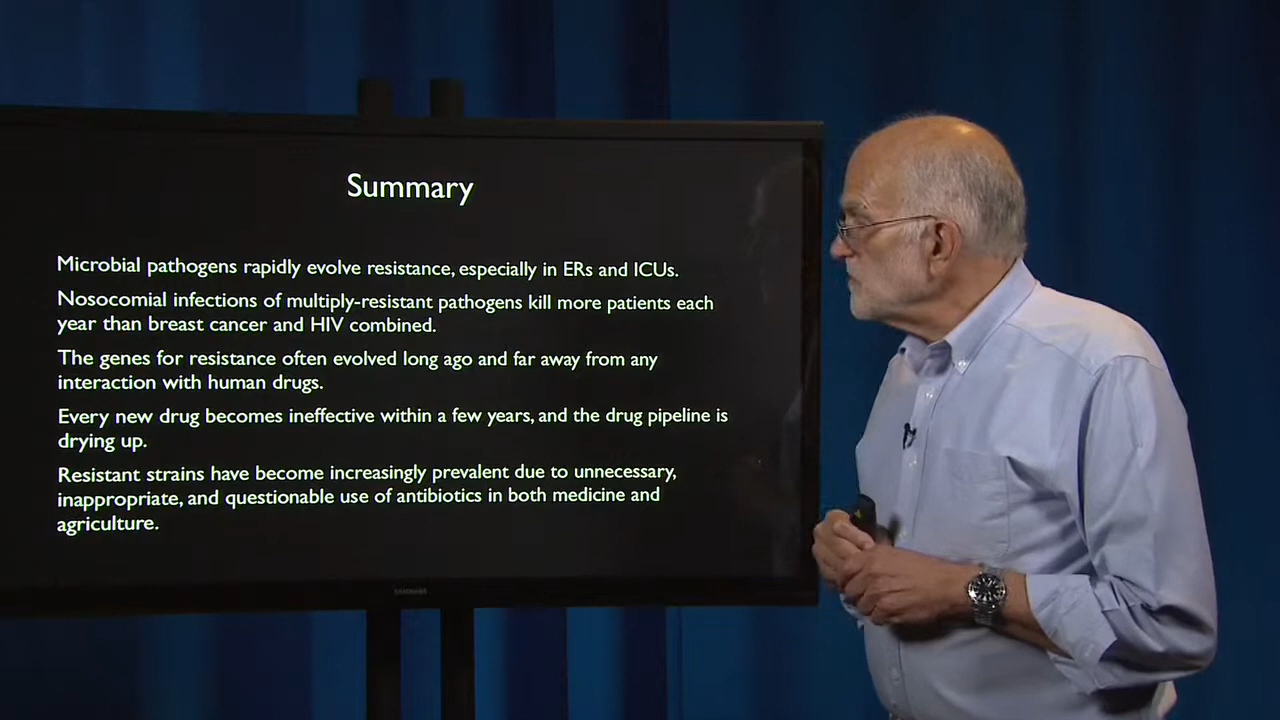 Summary
Microbial pathogens rapidly evolve resistance, especially in ERs and ICUs.
Nosocomial infections of multiply-resistant pathogens kill more patients each
year than breast cancer and HIV combined.
The genes for resistance often evolved long ago and far away from any
interaction with human drugs.
Every new drug becomes ineffective within a few years, and the drug pipeline is
drying up.
Resistant strains have become increasingly prevalent due to unnecessary,
inappropriate, and questionable use of antibiotics in both medicine and
agriculture.
SAMSUNG